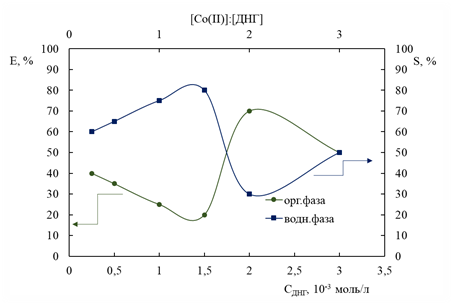 [Co(II)]:[ДНГ]
0 1 2 3
E, %
S, %
100 100
90 90
80 80
70 70
60 60
50 50
40 40
30 30
20 20
10 10
0 0
орг.фаза
водн.фаза
0 0,5 1 1,5 2 2,5 3 3,5
CДНГ, 10-3 моль/л